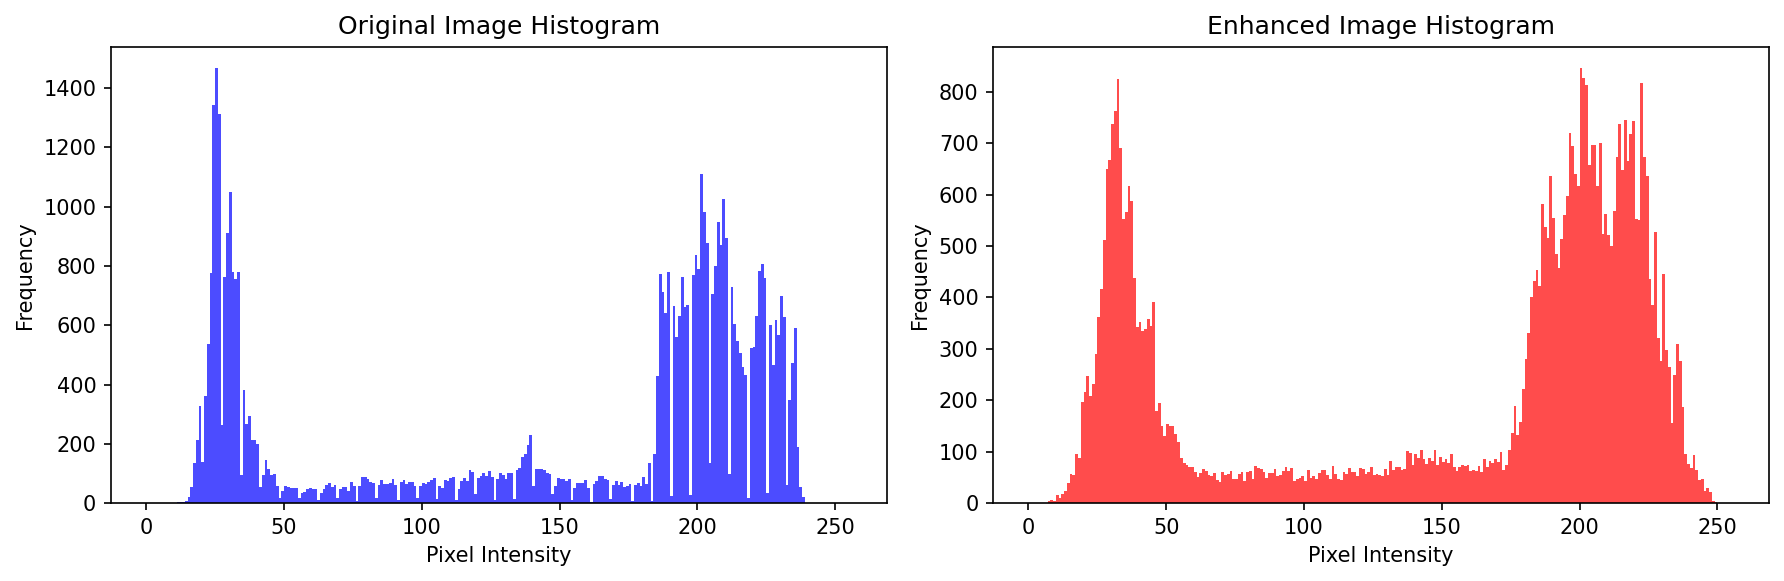 Original Image Histogram
Frequency
1400
1200
1000
800
600
400
200
0
0 50 100 150 200 250
Pixel Intensity
Enhanced Image Histogram
Frequency
800
700
600
500
400
300
200
100
0
0 50 100 150 200 250
Pixel Intensity